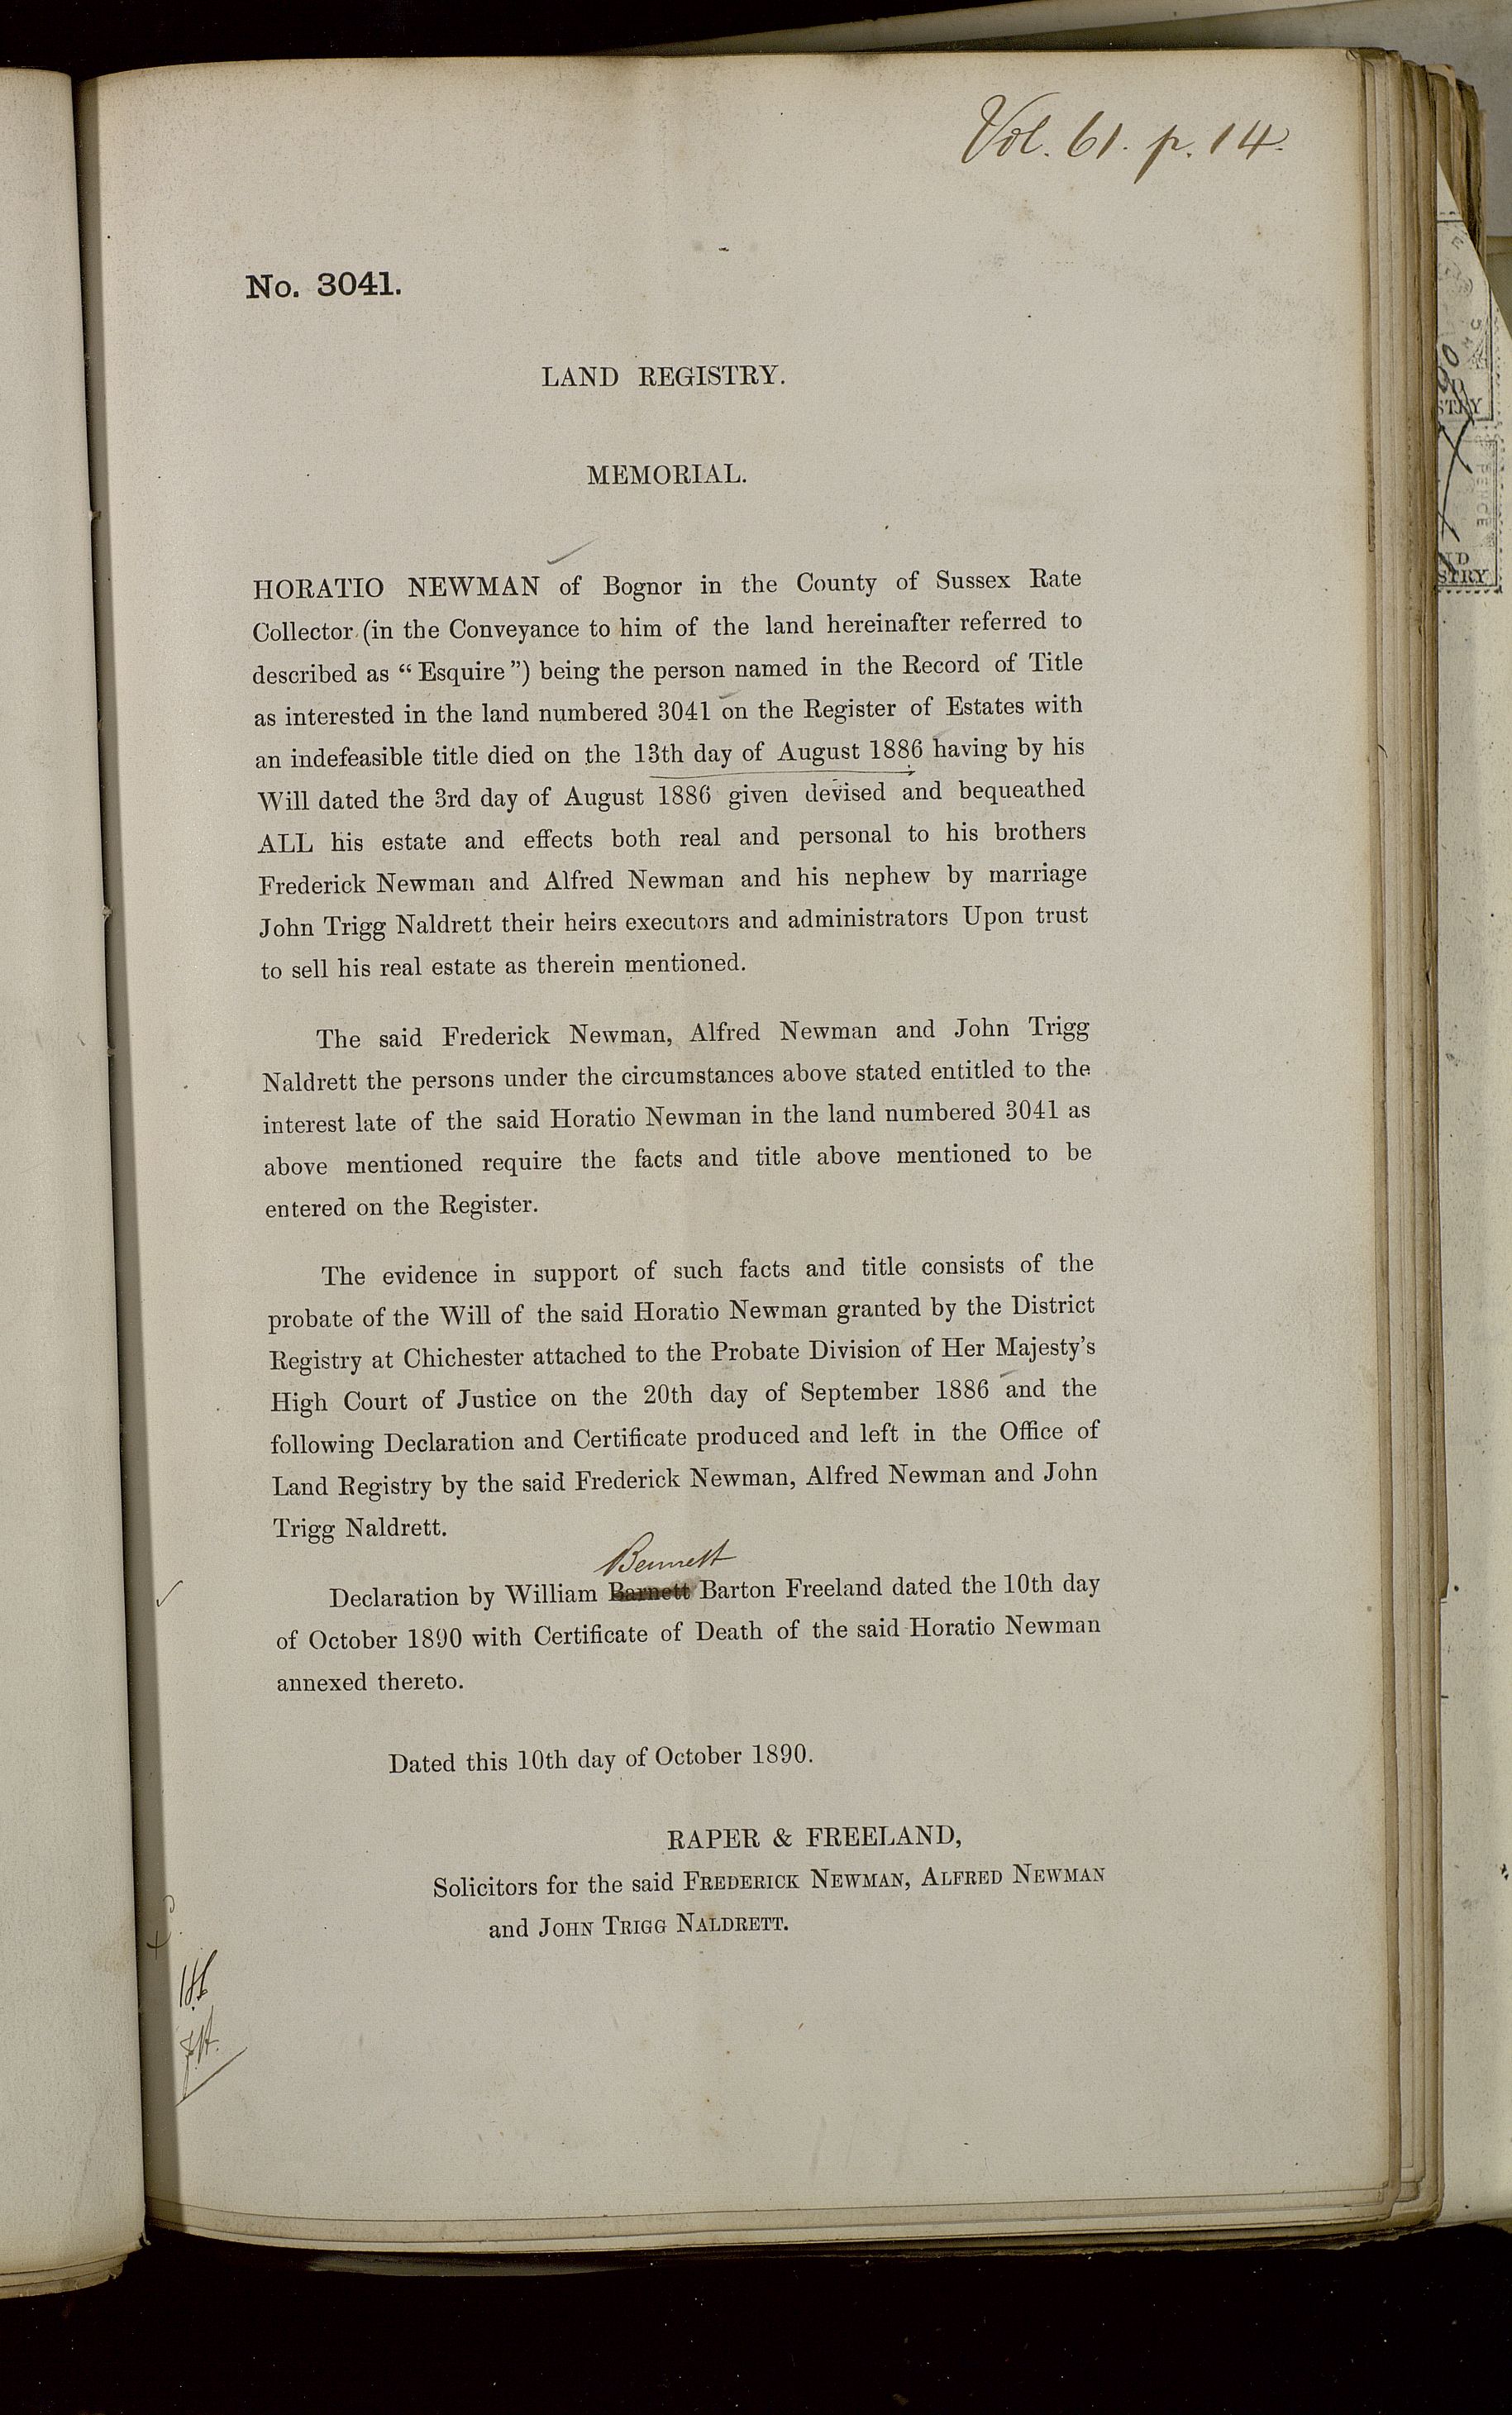 Vol. 61. p. 14.
No. 3041.
LAND REGISTRY.
MEMORIAL.
HORATIO NEWMAN of Bognor in the County of Sussex Rate
Collector (in the Conveyance to him of the land hereinafter referred to
described as “Esquire”) being the person named in the Record of Title
as interested in the land numbered 3041 on the Register of Estates with
an indefeasible title died on the 13th day of August 1886 having by his
Will dated the 3rd day of August 1886 given devised and bequeathed
ALL his estate and effects both real and personal to his brothers
Frederick Newman and Alfred Newman and his nephew by marriage
John Trigg Naldrett their heirs executors and administrators Upon trust
to sell his real estate as therein mentioned.
The said Frederick Newman, Alfred Newman and John Trigg
Naldrett the persons under the circumstances above stated entitled to the
interest late of the said Horatio Newman in the land numbered 3041 as
above mentioned require the facts and title above mentioned to be
entered on the Register.
The evidence in support of such facts and title consists of the
probate of the Will of the said Horatio Newman granted by the District
Registry at Chichester attached to the Probate Division of Her Majesty’s
High Court of Justice on the 20th day of September 1886 and the
following Declaration and Certificate produced and left in the Office of
Land Registry by the said Frederick Newman, Alfred Newman and John
Trigg Naldrett.
Bennett
Declaration by William Barnett Barton Freeland dated the 10th day
of October 1890 with Certificate of Death of the said Horatio Newman
annexed thereto.
Dated this 10th day of October 1890.
RAPER & FREELAND,
Solicitors for the said FREDERICK NEWMAN, ALFRED NEWMAN
and JOHN TRIGG NALDRETT.